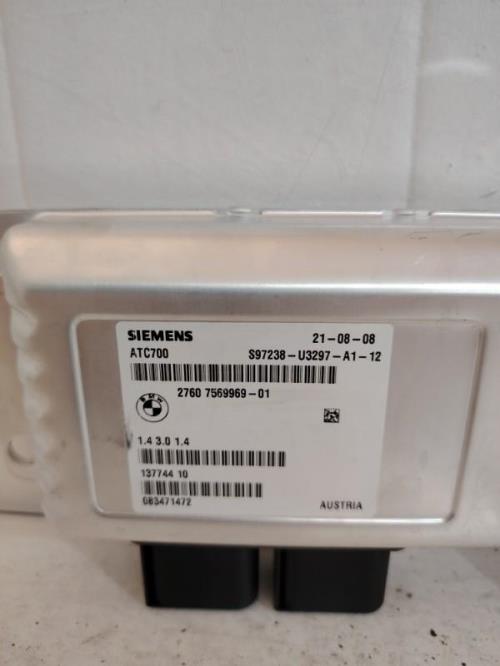 SIEMENS 21-08-08
ATC700 S97238-U3297-A1-12
BMW 2760 7569969-01
1.4 3.0 1.4
137744 10
083471472 AUSTRIA